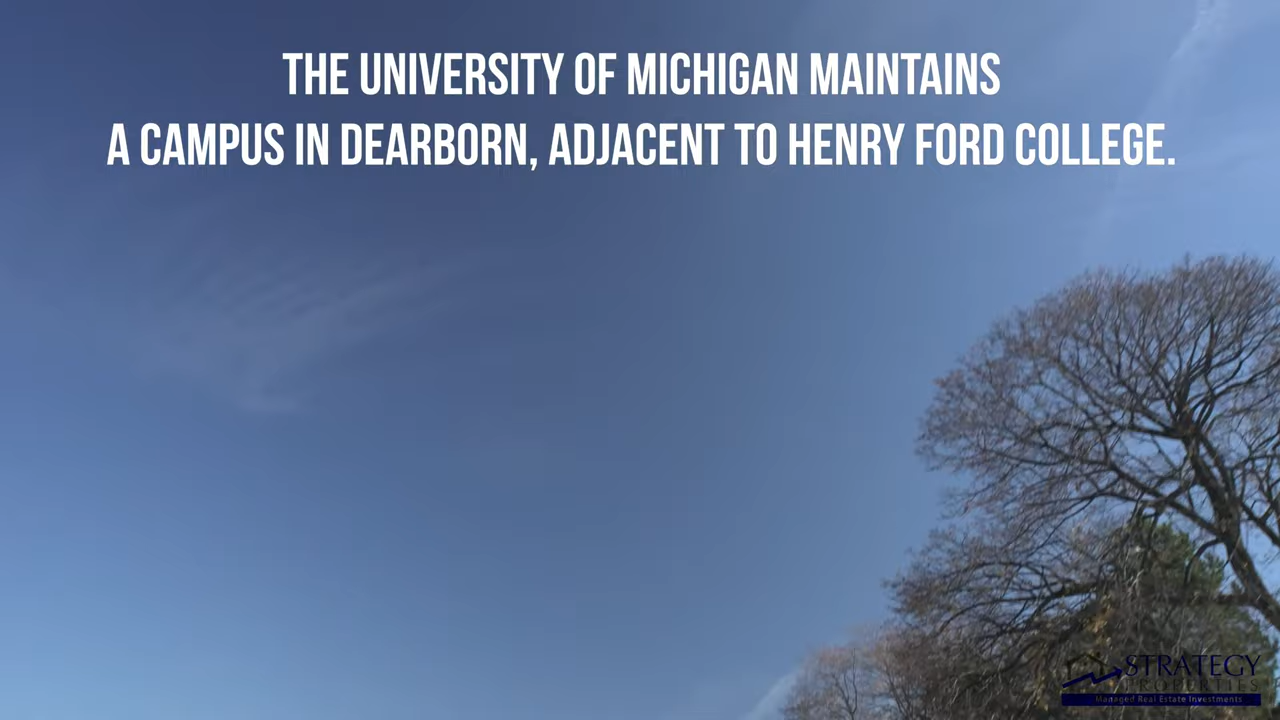 THE UNIVERSITY OF MICHIGAN MAINTAINS
A CAMPUS IN DEARBORN, ADJACENT TO HENRY FORD COLLEGE.
STRATEGY
PROPERTIES
Managed Real Estate Investments